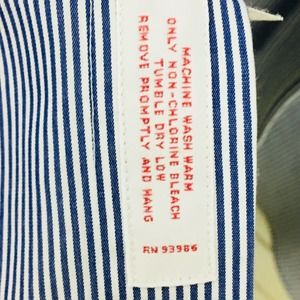 MACHINE WASH WARM
ONLY NON-CHLORINE BLEACH
TUMBLE DRY LOW
REMOVE PROMPTLY AND HANG
RN 93986